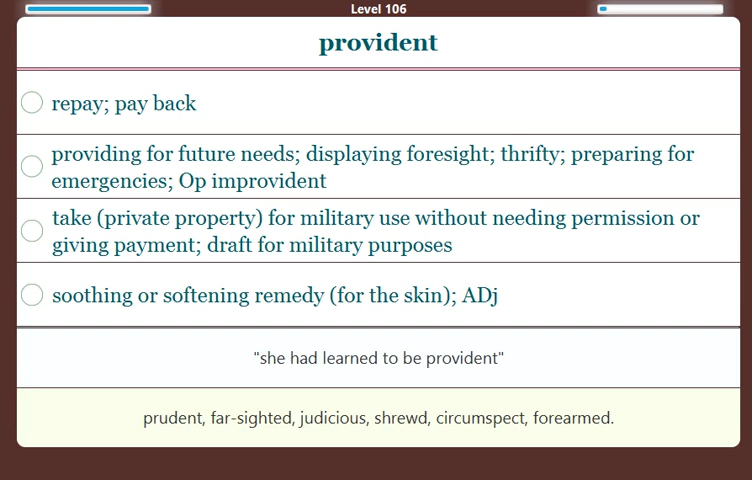 Level 106
provident
repay; pay back
providing for future needs; displaying foresight; thrifty; preparing for
emergencies; Op improvident
take (private property) for military use without needing permission or
giving payment; draft for military purposes
soothing or softening remedy (for the skin); ADj
"she had learned to be provident"
prudent, far-sighted, judicious, shrewd, circumspect, forearmed.